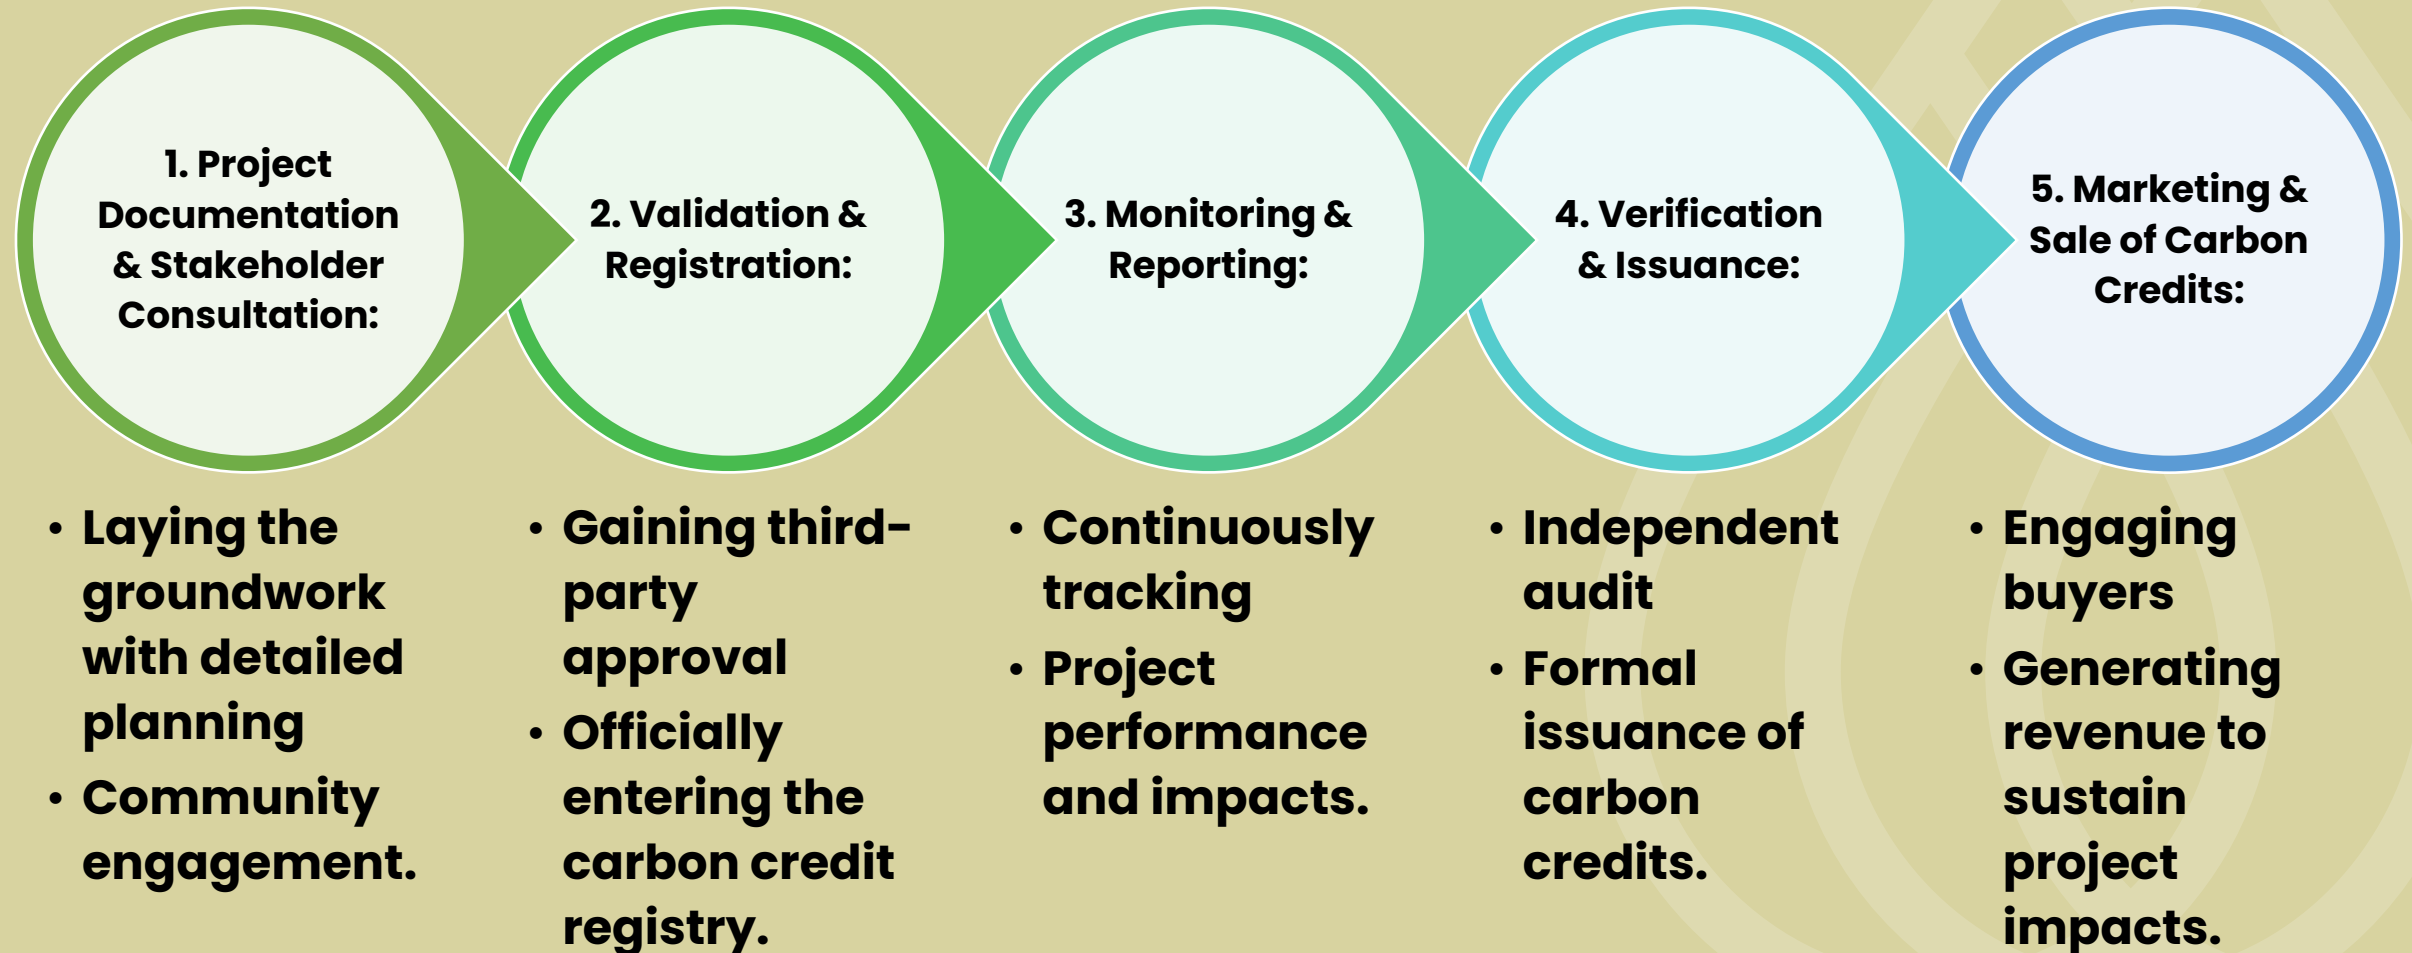 1. Project
Documentation
& Stakeholder
Consultation:
2. Validation &
Registration:
3. Monitoring &
Reporting:
4. Verification
& Issuance:
5. Marketing &
Sale of Carbon
Credits:
• Laying the
groundwork
with detailed
planning
• Community
engagement.
• Gaining third-
party
approval
• Officially
entering the
carbon credit
registry.
• Continuously
tracking
• Project
performance
and impacts.
• Independent
audit
• Formal
issuance of
carbon
credits.
• Engaging
buyers
• Generating
revenue to
sustain
project
impacts.